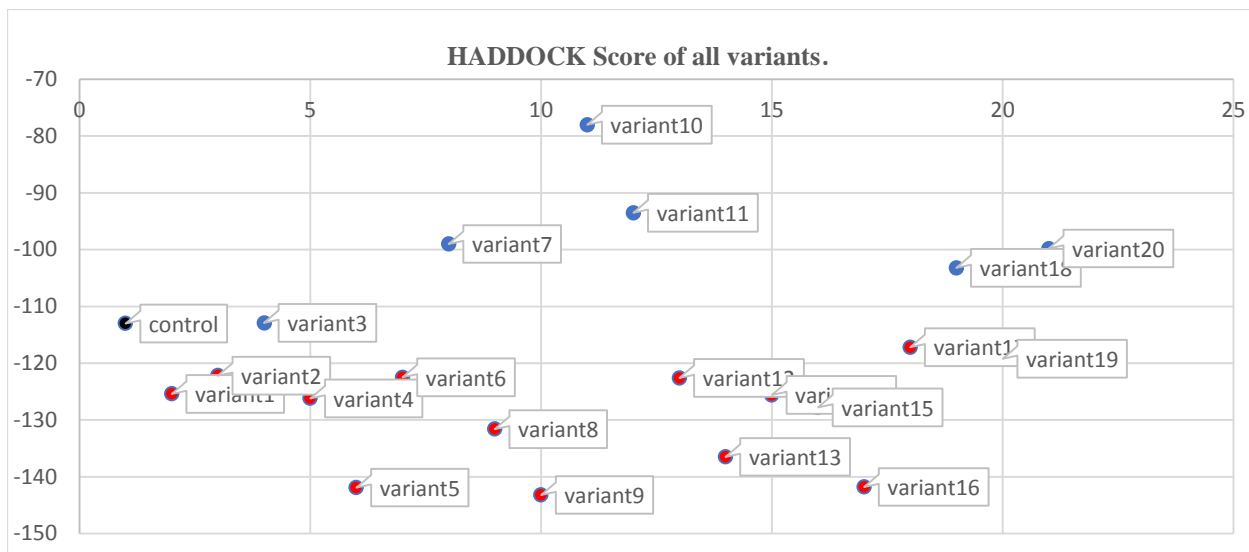 HADDOCK Score of all variants.
-70
0 5 10 15 20 25
-80
variant10
-90
variant11
-100
variant7
variant20
variant18
-110
control
variant3
-120
variant19
variant2
variant6
variant1
variant4
-130
variant15
variant8
-140
variant13
variant5
variant16
variant9
-150